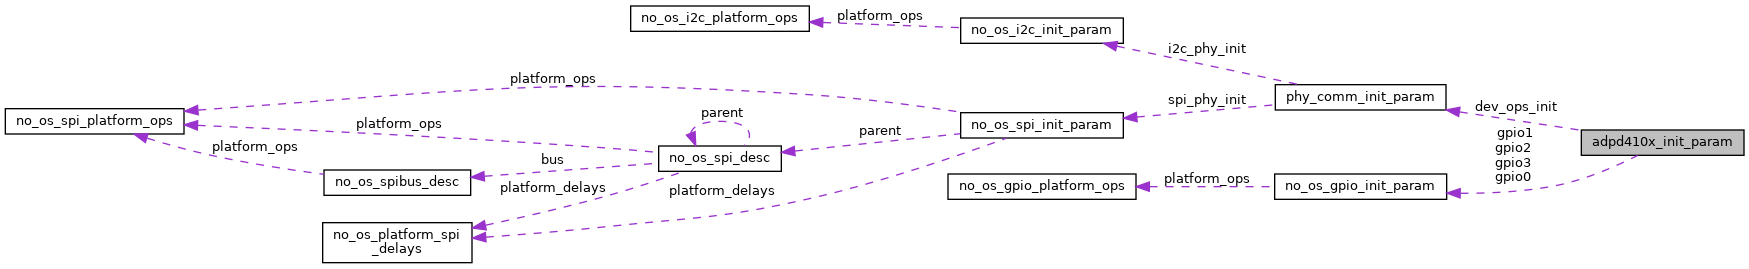 no_os_i2c_platform_ops
platform_ops
no_os_i2c_init_param
i2c_phy_init
platform_ops
phy_comm_init_param
spi_phy_init
dev_ops_init
no_os_spi_platform_ops
parent
no_os_spi_init_param
platform_ops
parent
gpio1
gpio2
gpio3
gpio0
adpd410x_init_param
platform_ops
bus
no_os_spi_desc
no_os_spibus_desc
platform_delays
platform_delays
no_os_gpio_platform_ops
platform_ops
no_os_gpio_init_param
no_os_platform_spi
_delays